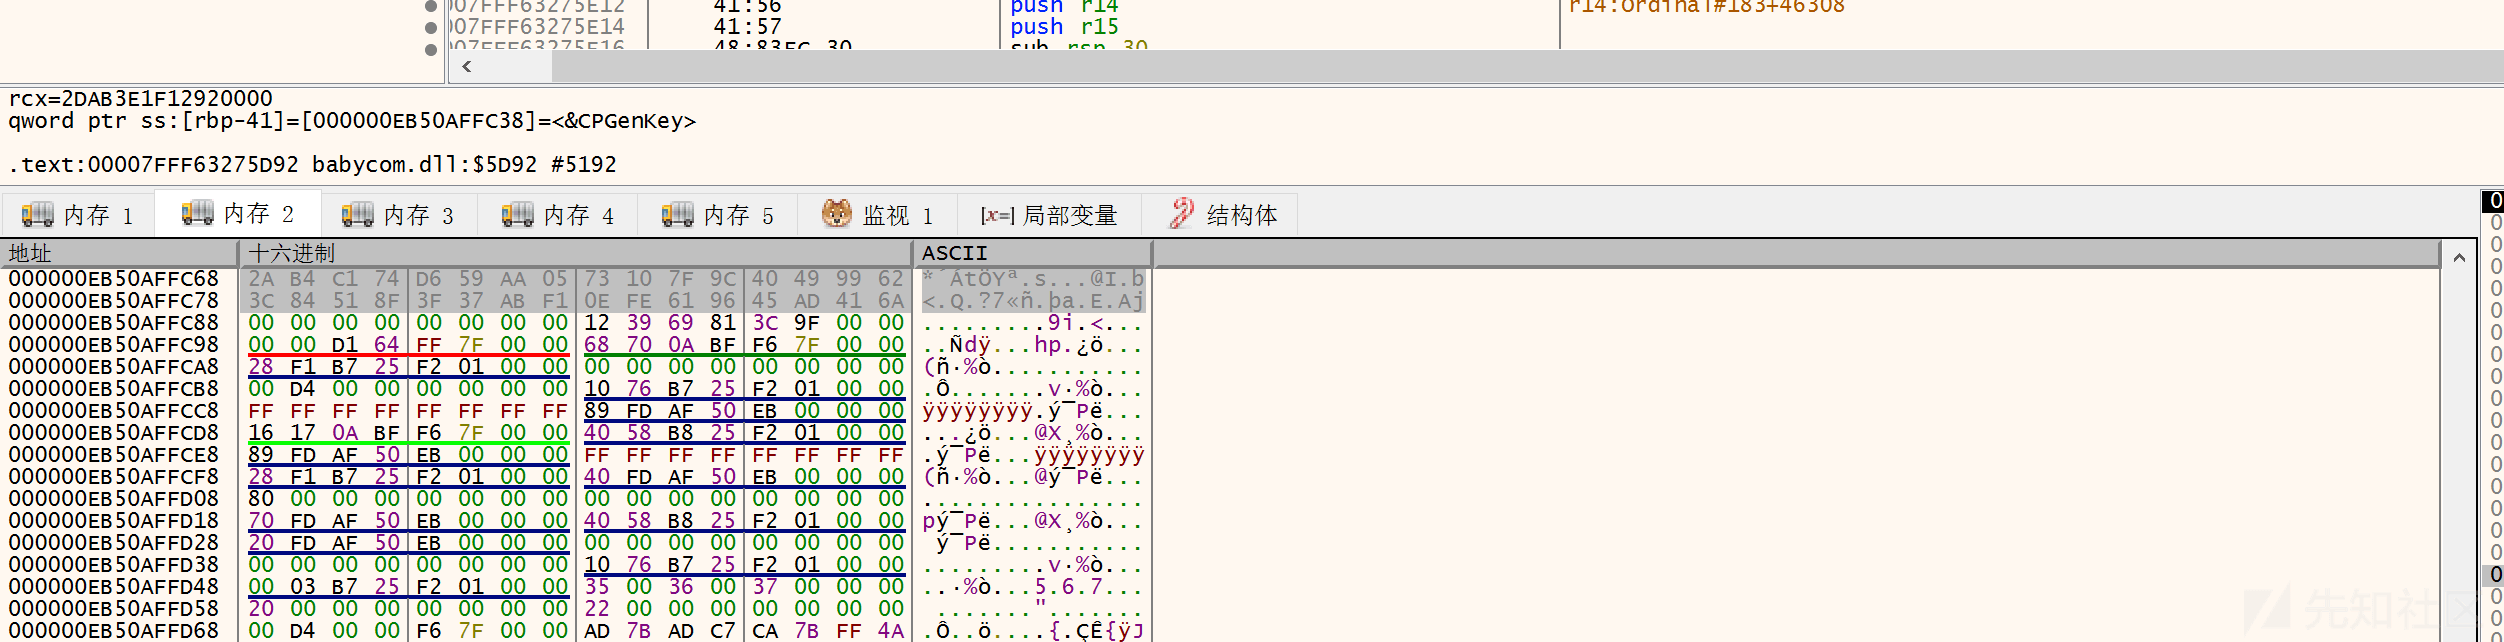 007FFF63275E12 41:56 push r14 r14:ordinal#183+46308
007FFF63275E14 41:57 push r15
007FFF63275E16 48:83EC 30 sub rsp,30
rcx=2DAB3E1F12920000
qword ptr ss:[rbp-41]=[000000EB50AFFC38]=<&CPGenKey>
.text:00007FFF63275D92 babycom.dll:$5D92 #5192
内存 1 内存 2 内存 3 内存 4 内存 5 监视 1 [x=] 局部变量 结构体
地址 十六进制 ASCII
000000EB50AFFC68 2A B4 C1 74 D6 59 AA 05 73 10 7F 9C 40 49 99 62 *´ÁtÖYª.s...@I.b
000000EB50AFFC78 3C 84 51 8F 3F 37 AB F1 0E FE 61 96 45 AD 41 6A <.Q.?7«ñ.þa.E.Aj
000000EB50AFFC88 00 00 00 00 00 00 00 00 12 39 69 81 3C 9F 00 00 .........9i.<...
000000EB50AFFC98 00 00 D1 64 FF 7F 00 00 68 70 0A BF F6 7F 00 00 ..Ñdÿ...hp.¿ö...
000000EB50AFFCA8 28 F1 B7 25 F2 01 00 00 00 00 00 00 00 00 00 00 (ñ·%ò...........
000000EB50AFFCB8 00 D4 00 00 00 00 00 00 10 76 B7 25 F2 01 00 00 .Ô.......v·%ò...
000000EB50AFFCC8 FF FF FF FF FF FF FF FF 89 FD AF 50 EB 00 00 00 ÿÿÿÿÿÿÿÿ.ý¯Pë...
000000EB50AFFCD8 16 17 0A BF F6 7F 00 00 40 58 B8 25 F2 01 00 00 ...¿ö...@X¸%ò...
000000EB50AFFCE8 89 FD AF 50 EB 00 00 00 FF FF FF FF FF FF FF FF .ý¯Pë...ÿÿÿÿÿÿÿÿ
000000EB50AFFCF8 28 F1 B7 25 F2 01 00 00 40 FD AF 50 EB 00 00 00 (ñ·%ò...@ý¯Pë...
000000EB50AFFD08 80 00 00 00 00 00 00 00 00 00 00 00 00 00 00 00 ................
000000EB50AFFD18 70 FD AF 50 EB 00 00 00 40 58 B8 25 F2 01 00 00 pý¯Pë...@X¸%ò...
000000EB50AFFD28 20 FD AF 50 EB 00 00 00 00 00 00 00 00 00 00 00  ý¯Pë...........
000000EB50AFFD38 00 00 00 00 00 00 00 00 10 76 B7 25 F2 01 00 00 .........v·%ò...
000000EB50AFFD48 00 03 B7 25 F2 01 00 00 35 00 36 00 37 00 00 00 ..·%ò...5.6.7...
000000EB50AFFD58 20 00 00 00 00 00 00 00 22 00 00 00 00 00 00 00  .......".......
000000EB50AFFD68 00 D4 00 00 F6 7F 00 00 AD 7B AD C7 CA 7B FF 4A .Ô..ö....{.ÇÊ{ÿJ
先知社区